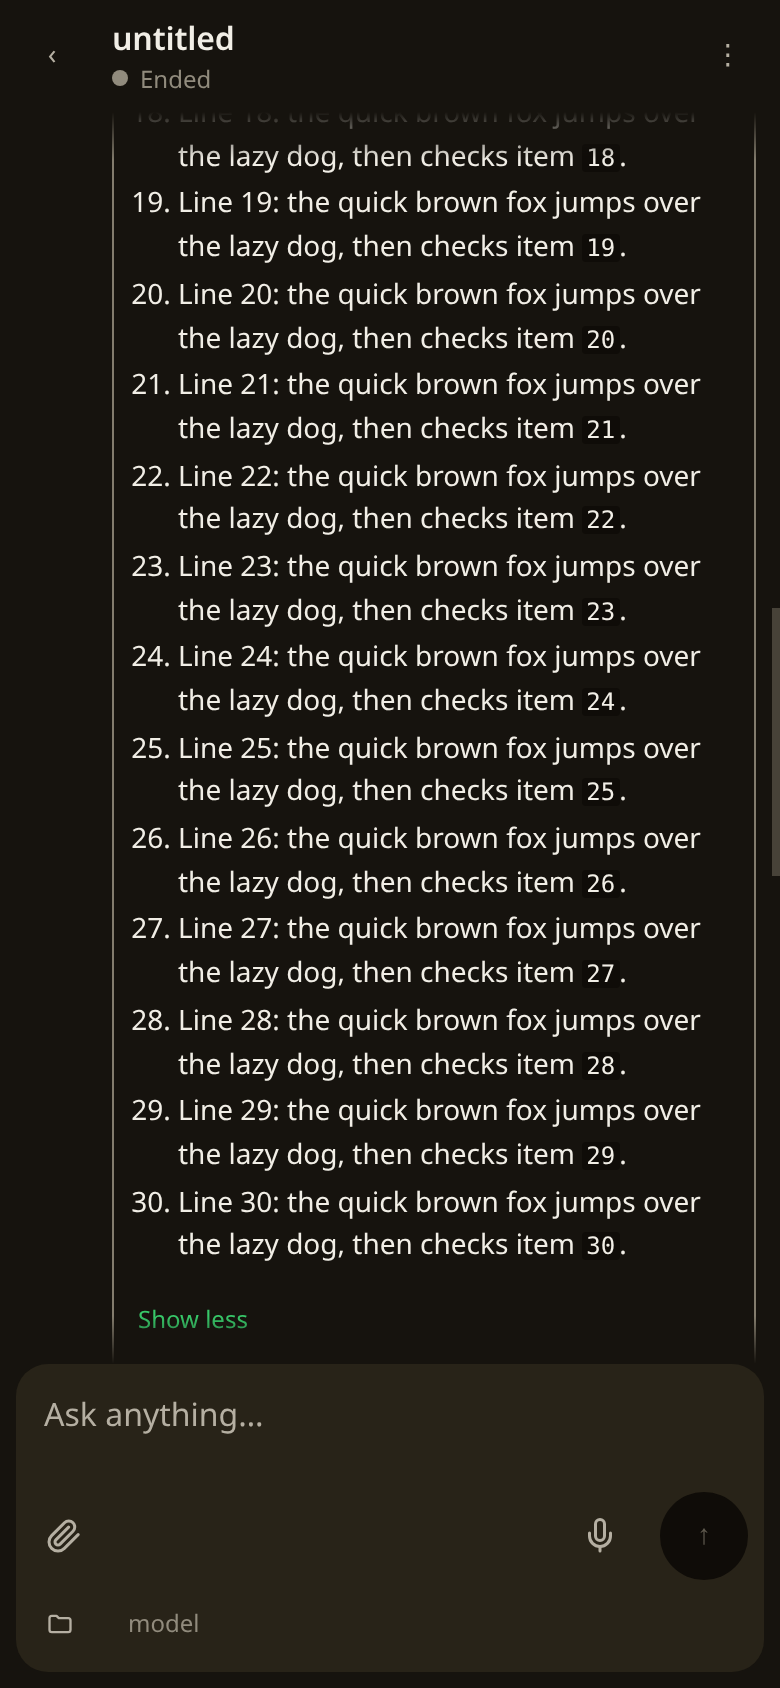 untitled
Ended
18. Line 18: the quick brown fox jumps over
the lazy dog, then checks item 18.
19. Line 19: the quick brown fox jumps over
the lazy dog, then checks item 19.
20. Line 20: the quick brown fox jumps over
the lazy dog, then checks item 20.
21. Line 21: the quick brown fox jumps over
the lazy dog, then checks item 21.
22. Line 22: the quick brown fox jumps over
the lazy dog, then checks item 22.
23. Line 23: the quick brown fox jumps over
the lazy dog, then checks item 23.
24. Line 24: the quick brown fox jumps over
the lazy dog, then checks item 24.
25. Line 25: the quick brown fox jumps over
the lazy dog, then checks item 25.
26. Line 26: the quick brown fox jumps over
the lazy dog, then checks item 26.
27. Line 27: the quick brown fox jumps over
the lazy dog, then checks item 27.
28. Line 28: the quick brown fox jumps over
the lazy dog, then checks item 28.
29. Line 29: the quick brown fox jumps over
the lazy dog, then checks item 29.
30. Line 30: the quick brown fox jumps over
the lazy dog, then checks item 30.
Show less
Ask anything...
model